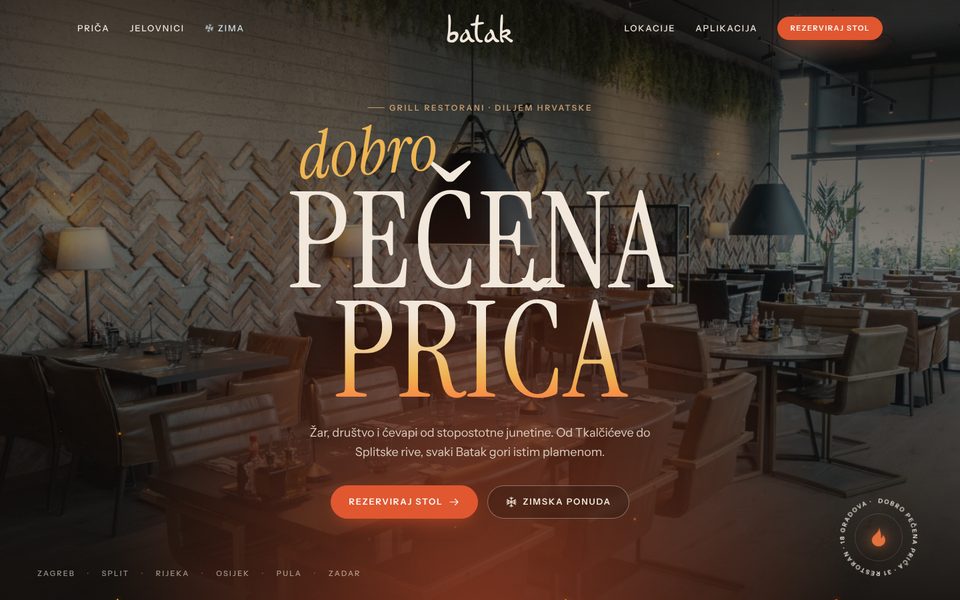 PRIČA
JELOVNICI
ZIMA
batak
LOKACIJE
APLIKACIJA
REZERVIRAJ STOL
GRILL RESTORANI · DILJEM HRVATSKE
dobro
PEČENA
PRIČA
Žar, društvo i ćevapi od stopostotne junetine. Od Tkalčićeve do
Splitske rive, svaki Batak gori istim plamenom.
REZERVIRAJ STOL →
ZIMSKA PONUDA
DOBRO PEČENA PRIČA · 31 RESTORAN · 18 GRADOVA ·
ZAGREB · SPLIT · RIJEKA · OSIJEK · PULA · ZADAR